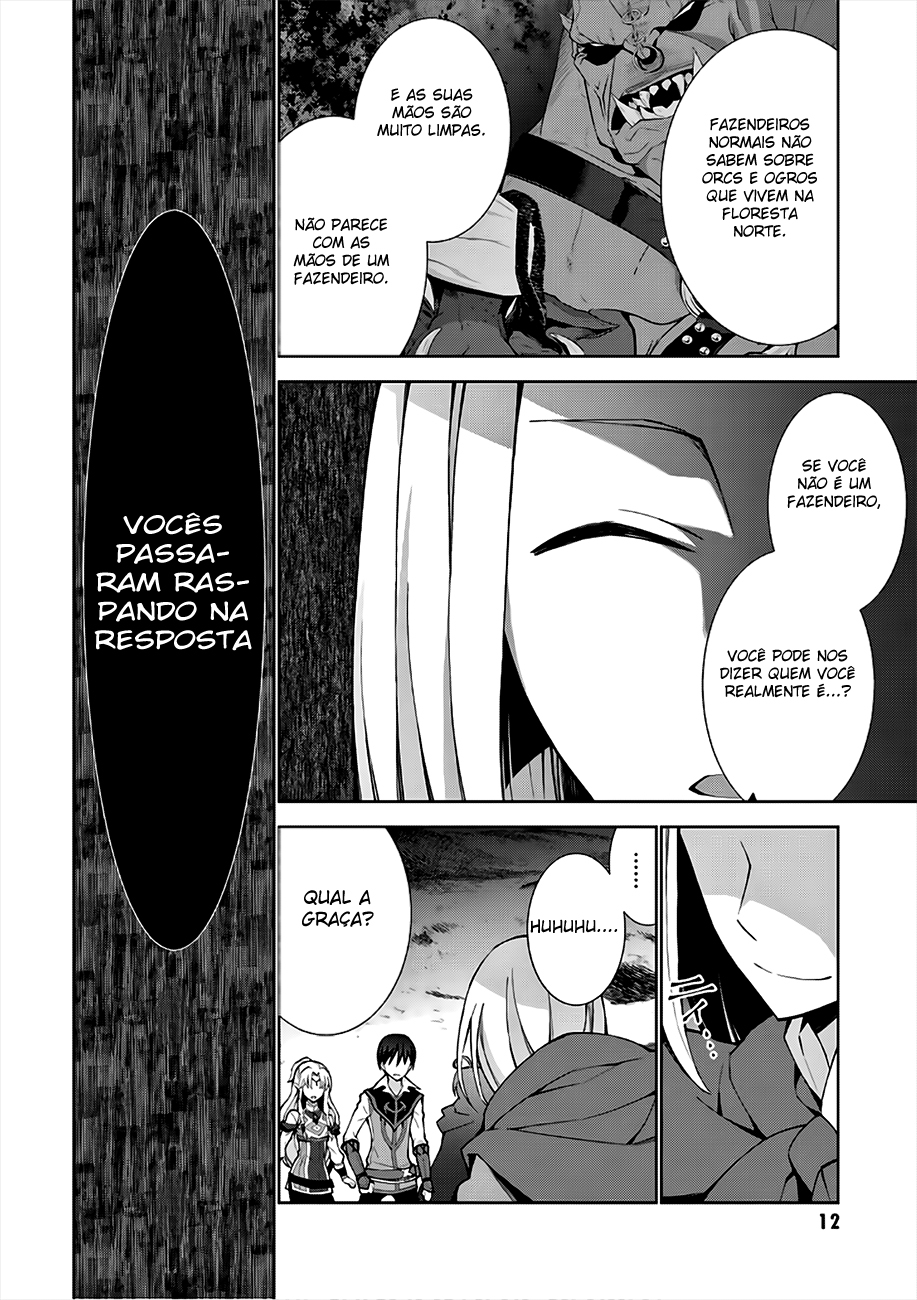 FAZENDEIROS
NORMAIS NÃO
SABEM SOBRE
ORCS E OGROS
QUE VIVEM NA
FLORESTA
NORTE.
E AS SUAS
MÃOS SÃO
MUITO LIMPAS.
NÃO PARECE
COM AS
MÃOS DE UM
FAZENDEIRO.
SE VOCÊ
NÃO É UM
FAZENDEIRO,
VOCÊ PODE NOS
DIZER QUEM VOCÊ
REALMENTE É...?
ニイ...
......
HUHUHU....
QUAL A
GRAÇA?
VOCÊS
PASSA-
RAM RAS-
PANDO NA
RESPOSTA
12